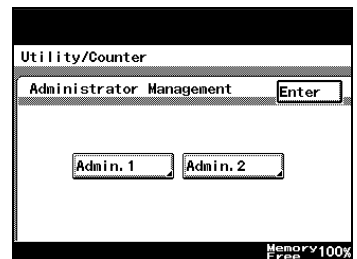 Utility/Counter
Administrator Management
Enter
Admin.1
Admin.2
Memory 100%
Free